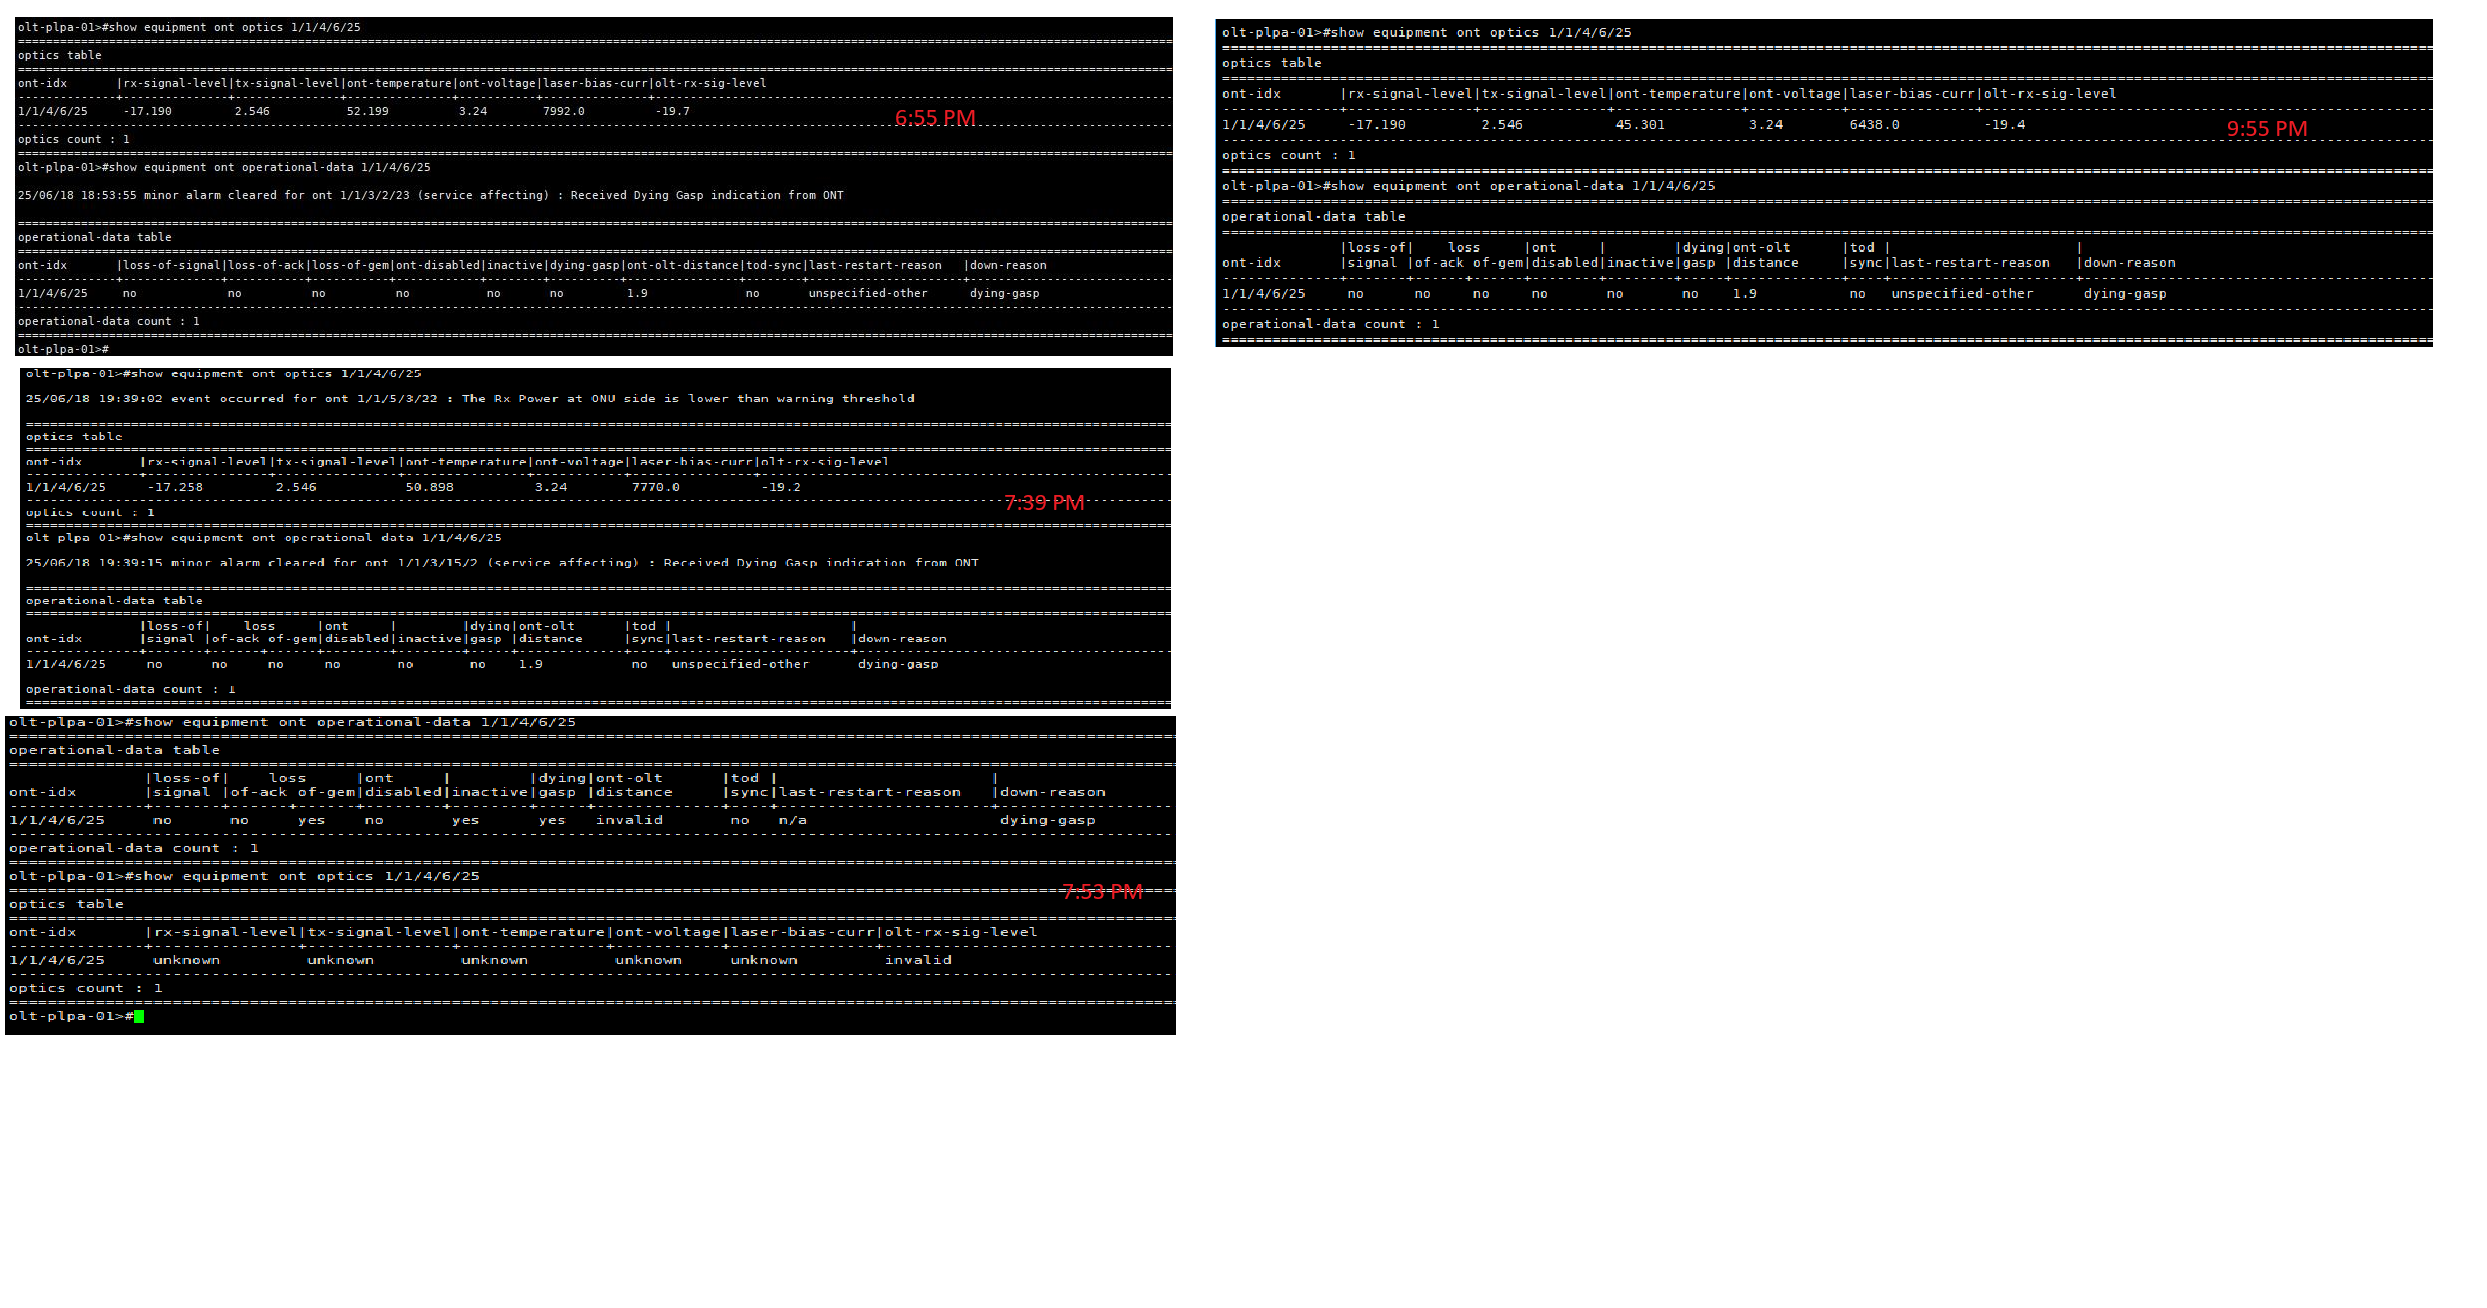 olt-plpa-01>#show equipment ont optics 1/1/4/6/25
optics table
ont-idx |rx-signal-level|tx-signal-level|ont-temperature|ont-voltage|laser-bias-curr|olt-rx-sig-level
1/1/4/6/25 -17.190 2.546 52.199 3.24 7992.0 -19.7
6:55 PM
optics count : 1
olt-plpa-01>#show equipment ont operational-data 1/1/4/6/25
25/06/18 18:53:55 minor alarm cleared for ont 1/1/3/2/23 (service affecting) : Received Dying Gasp indication from ONT
operational-data table
ont-idx |loss-of-signal|loss-of-ack|loss-of-gem|ont-disabled|inactive|dying-gasp|ont-olt-distance|tod-sync|last-restart-reason |down-reason
1/1/4/6/25 no no no no no no 1.9 no unspecified-other dying-gasp
operational-data count : 1
olt-plpa-01>#
olt-plpa-01>#show equipment ont optics 1/1/4/6/25
25/06/18 19:39:02 event occurred for ont 1/1/5/3/22 : The Rx Power at ONU side is lower than warning threshold
optics table
ont-idx |rx-signal-level|tx-signal-level|ont-temperature|ont-voltage|laser-bias-curr|olt-rx-sig-level
1/1/4/6/25 -17.258 2.546 50.898 3.24 7770.0 -19.2
7:39 PM
optics count : 1
olt-plpa-01>#show equipment ont operational-data 1/1/4/6/25
25/06/18 19:39:15 minor alarm cleared for ont 1/1/3/15/2 (service affecting) : Received Dying Gasp indication from ONT
operational-data table
|loss-of| loss |ont | |dying|ont-olt |tod | |
ont-idx |signal |of-ack of-gem|disabled|inactive|gasp |distance |sync|last-restart-reason |down-reason
1/1/4/6/25 no no no no no no 1.9 no unspecified-other dying-gasp
operational-data count : 1
olt-plpa-01>#show equipment ont operational-data 1/1/4/6/25
operational-data table
|loss-of| loss |ont | |dying|ont-olt |tod | |
ont-idx |signal |of-ack of-gem|disabled|inactive|gasp |distance |sync|last-restart-reason |down-reason
1/1/4/6/25 no no yes no yes yes invalid no n/a dying-gasp
operational-data count : 1
olt-plpa-01>#show equipment ont optics 1/1/4/6/25
7:53 PM
optics table
ont-idx |rx-signal-level|tx-signal-level|ont-temperature|ont-voltage|laser-bias-curr|olt-rx-sig-level
1/1/4/6/25 unknown unknown unknown unknown unknown invalid
optics count : 1
olt-plpa-01>#
olt-plpa-01>#show equipment ont optics 1/1/4/6/25
optics table
ont-idx |rx-signal-level|tx-signal-level|ont-temperature|ont-voltage|laser-bias-curr|olt-rx-sig-level
1/1/4/6/25 -17.190 2.546 45.301 3.24 6438.0 -19.4
9:55 PM
optics count : 1
olt-plpa-01>#show equipment ont operational-data 1/1/4/6/25
operational-data table
|loss-of| loss |ont | |dying|ont-olt |tod | |
ont-idx |signal |of-ack of-gem|disabled|inactive|gasp |distance |sync|last-restart-reason |down-reason
1/1/4/6/25 no no no no no no 1.9 no unspecified-other dying-gasp
operational-data count : 1